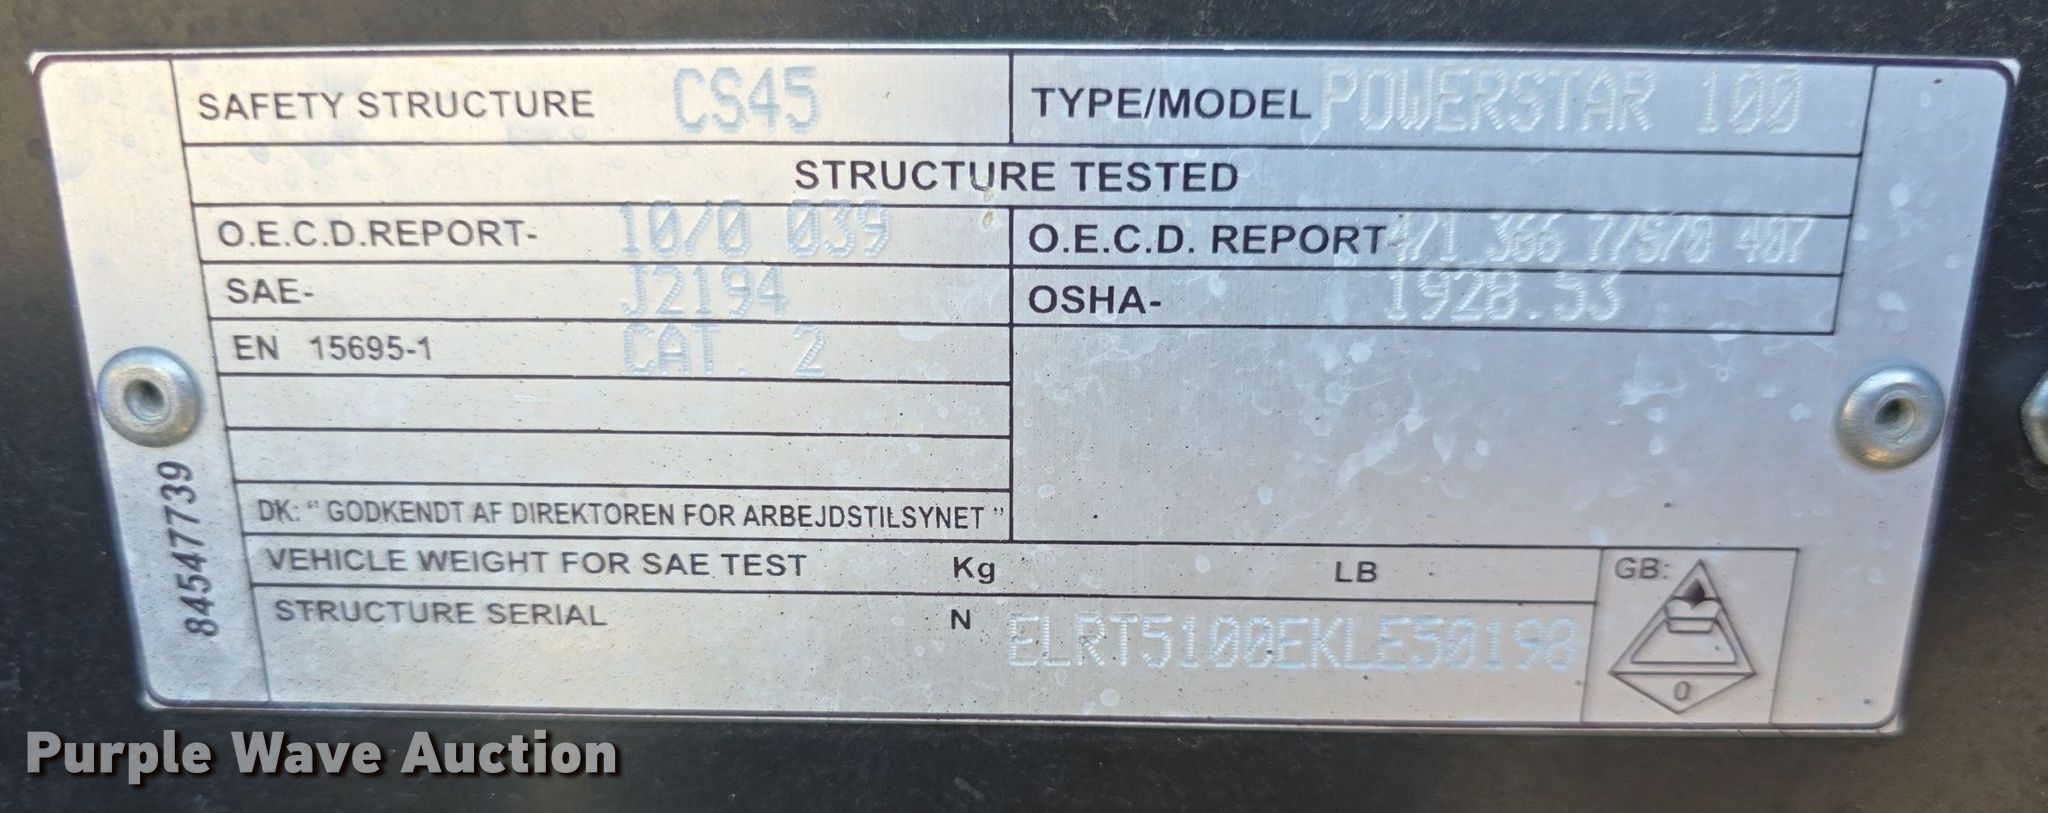 SAFETY STRUCTURE CS45 TYPE/MODEL POWERSTAR 100
STRUCTURE TESTED
O.E.C.D.REPORT- 10/0 039 O.E.C.D. REPORT- 4/1 366 7/S/0 407
SAE- J2194 OSHA- 1928.53
EN 15695-1 CAT. 2
DK: " GODKENDT AF DIREKTOREN FOR ARBEJDSTILSYNET "
VEHICLE WEIGHT FOR SAE TEST Kg LB GB:
STRUCTURE SERIAL N ELRT5100EKLE50198
0
84547739
Purple Wave Auction